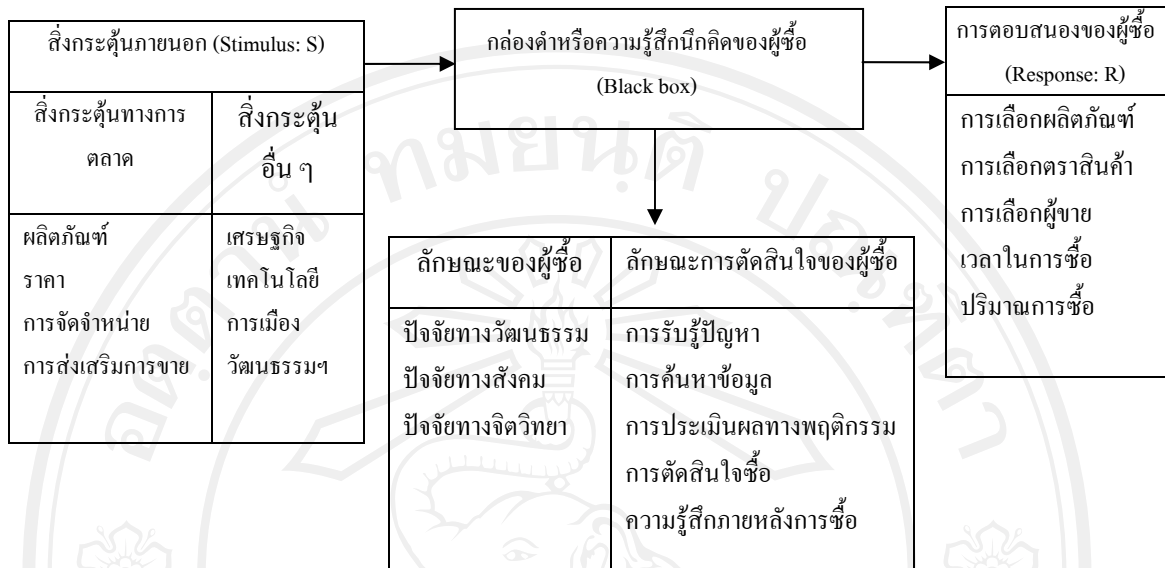 สิ่งกระตุ้นภายนอก (Stimulus: S)
สิ่งกระตุ้นทางการ
ตลาด
สิ่งกระตุ้น
อื่น ๆ
ผลิตภัณฑ์
ราคา
การจัดจำหน่าย
การส่งเสริมการขาย
เศรษฐกิจ
เทคโนโลยี
การเมือง
วัฒนธรรมฯ
กล่องดำหรือความรู้สึกนึกคิดของผู้ซื้อ
(Black box)
ลักษณะของผู้ซื้อ
ปัจจัยทางวัฒนธรรม
ปัจจัยทางสังคม
ปัจจัยทางจิตวิทยา
ลักษณะการตัดสินใจของผู้ซื้อ
การรับรู้ปัญหา
การค้นหาข้อมูล
การประเมินผลทางพฤติกรรม
การตัดสินใจซื้อ
ความรู้สึกภายหลังการซื้อ
การตอบสนองของผู้ซื้อ
(Response: R)
การเลือกผลิตภัณฑ์
การเลือกตราสินค้า
การเลือกผู้ขาย
เวลาในการซื้อ
ปริมาณการซื้อ